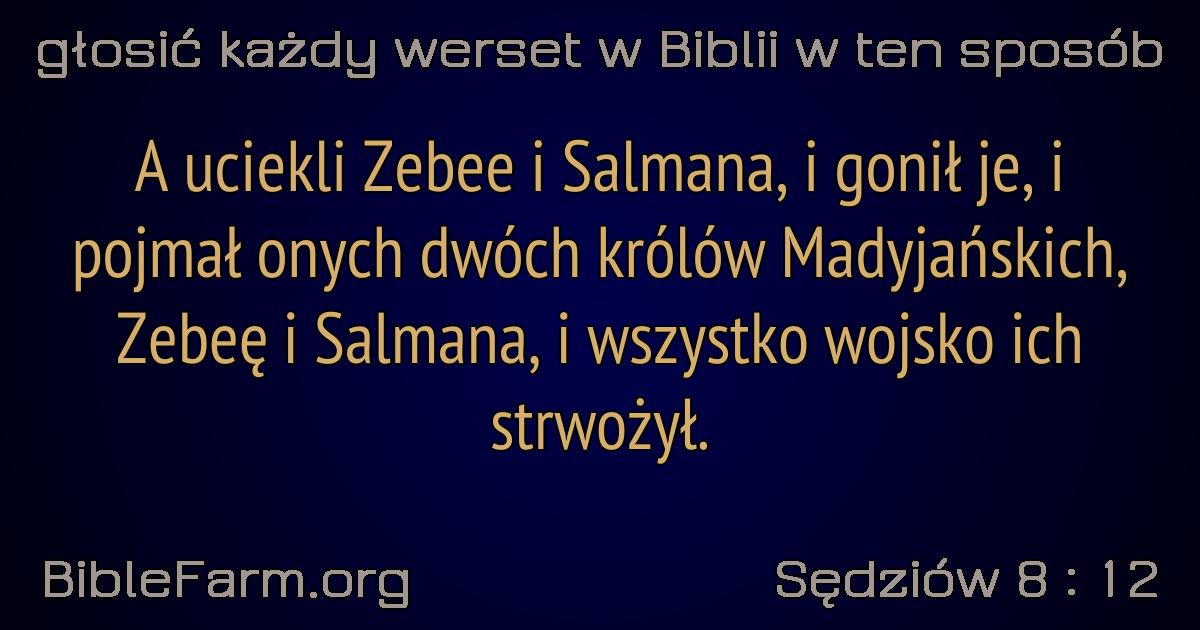 głosić każdy werset w Biblii w ten sposób
A uciekli Zebee i Salmana, i gonił je, i
pojmał onych dwóch królów Madyjańskich,
Zebeę i Salmana, i wszystko wojsko ich
strwożył.
BibleFarm.org
Sędziów 8 : 12